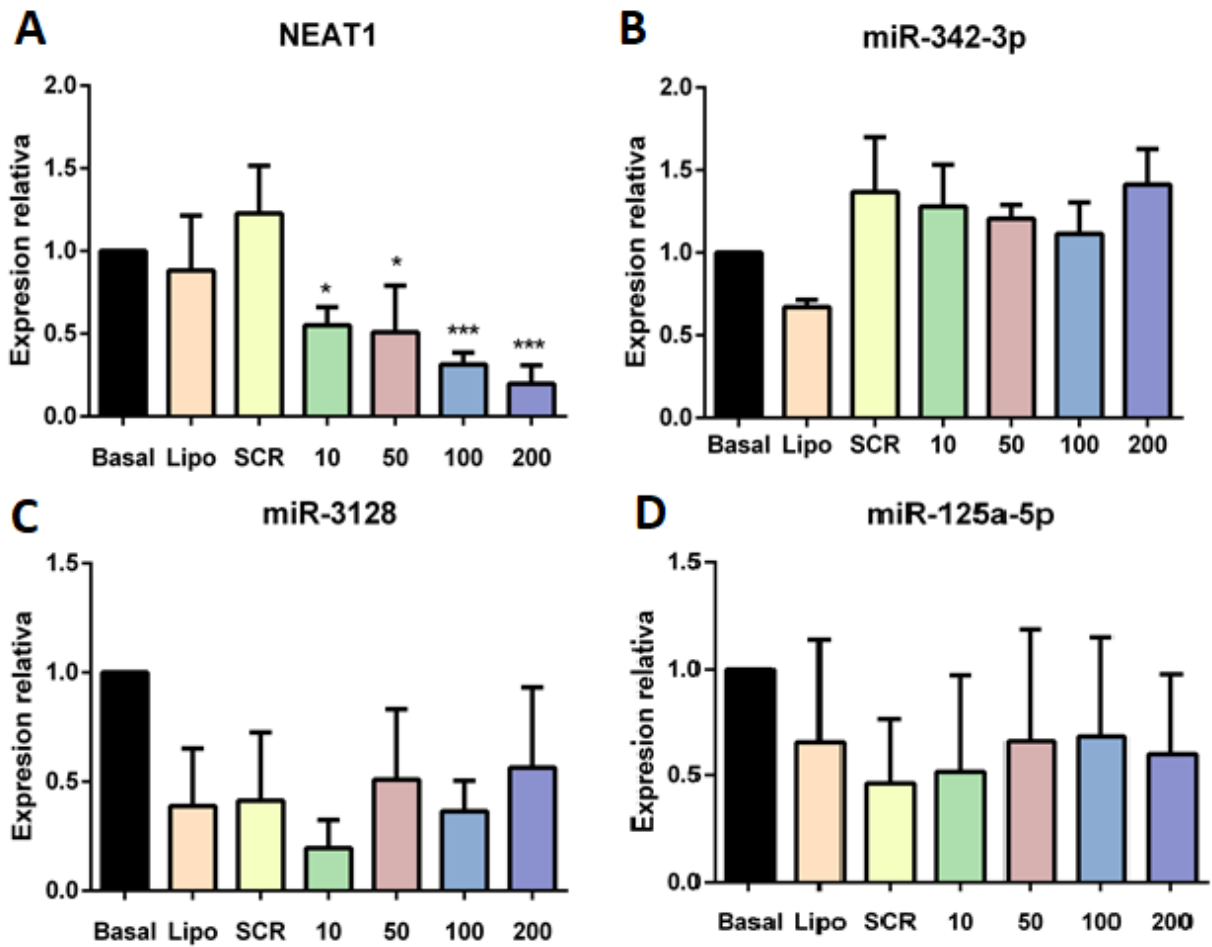 A
NEAT1
Expresion relativa
2.0
1.5
1.0
0.5
0.0
*
*
***
***
Basal Lipo SCR 10 50 100 200
B
miR-342-3p
Expresion relativa
2.0
1.5
1.0
0.5
0.0
Basal Lipo SCR 10 50 100 200
C
miR-3128
Expresion relativa
1.5
1.0
0.5
0.0
Basal Lipo SCR 10 50 100 200
D
miR-125a-5p
Expresion relativa
1.5
1.0
0.5
0.0
Basal Lipo SCR 10 50 100 200